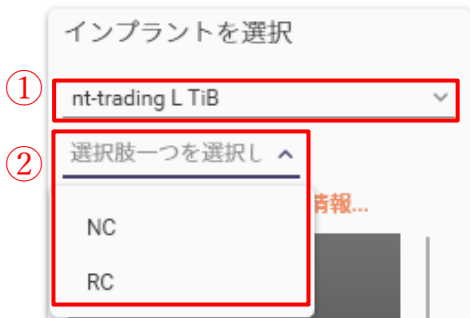 インプラントを選択
① nt-trading L TiB
② 選択肢一つを選択し
情報...
NC
RC